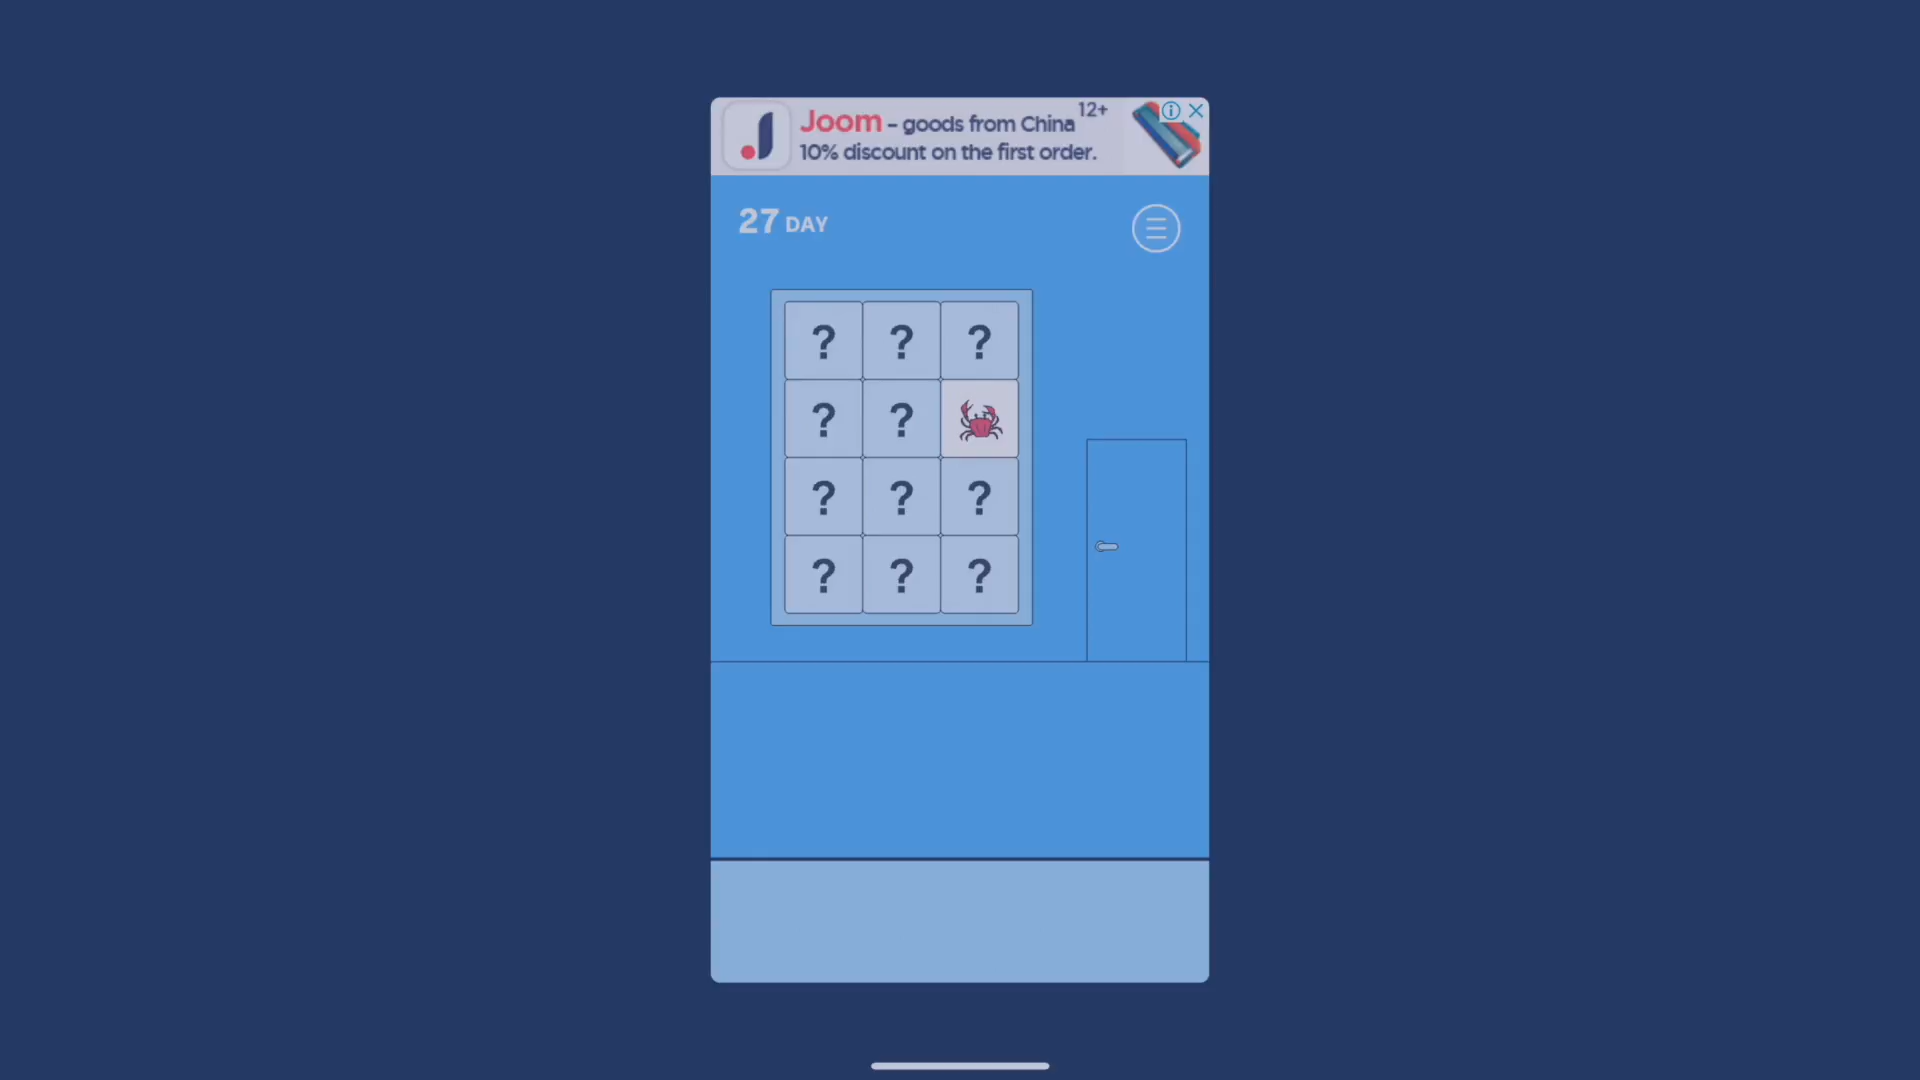 Joom – goods from China 12+
10% discount on the first order.
27 DAY
? ? ?
? ?
? ? ?
? ? ?